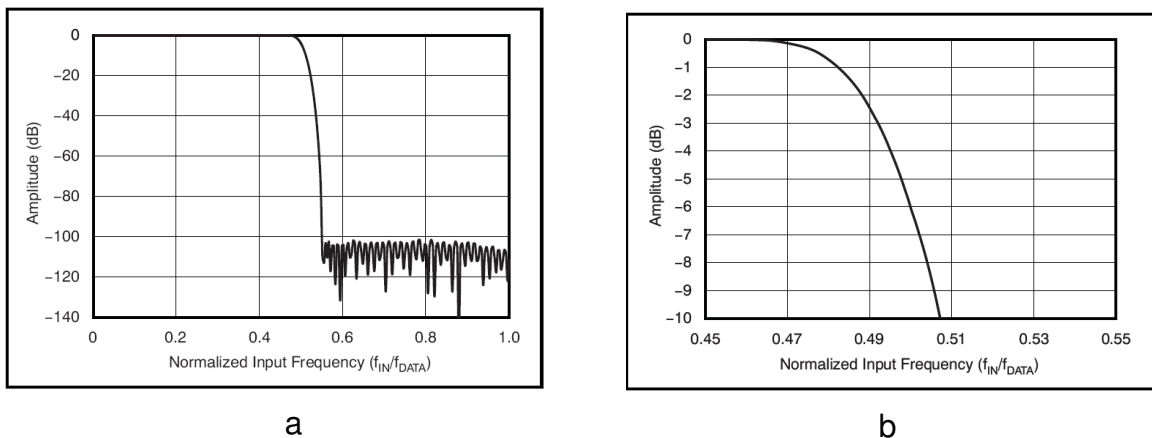 0
−20
−40
−60
−80
−100
−120
−140
Amplitude (dB)
0 0.2 0.4 0.6 0.8 1.0
Normalized Input Frequency (fIN/fDATA)
a
0
−1
−2
−3
−4
−5
−6
−7
−8
−9
−10
Amplitude (dB)
0.45 0.47 0.49 0.51 0.53 0.55
Normalized Input Frequency (fIN/fDATA)
b